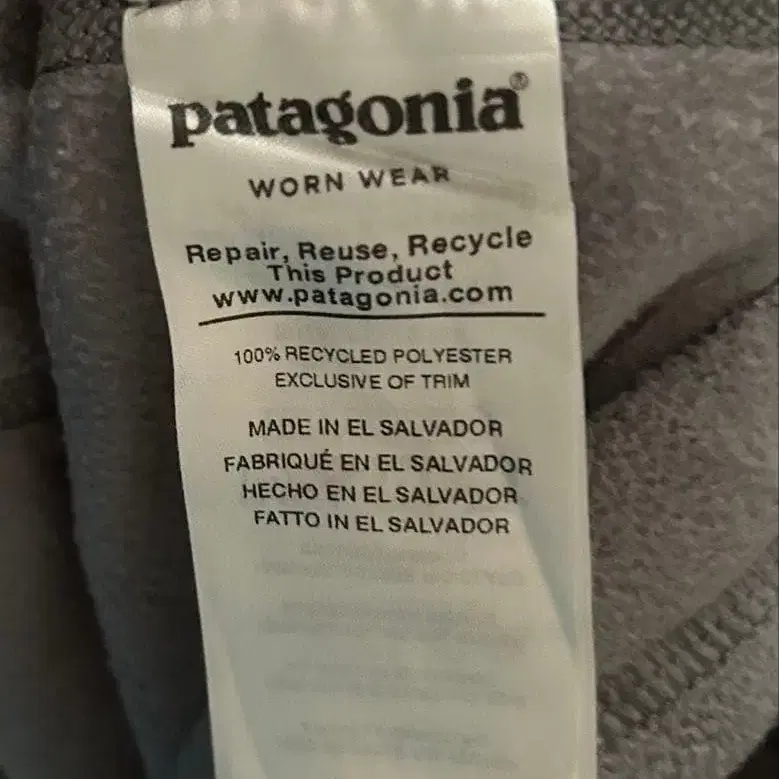 patagonia®
WORN WEAR
Repair, Reuse, Recycle
This Product
www.patagonia.com
100% RECYCLED POLYESTER
EXCLUSIVE OF TRIM
MADE IN EL SALVADOR
FABRIQUÉ EN EL SALVADOR
HECHO EN EL SALVADOR
FATTO IN EL SALVADOR